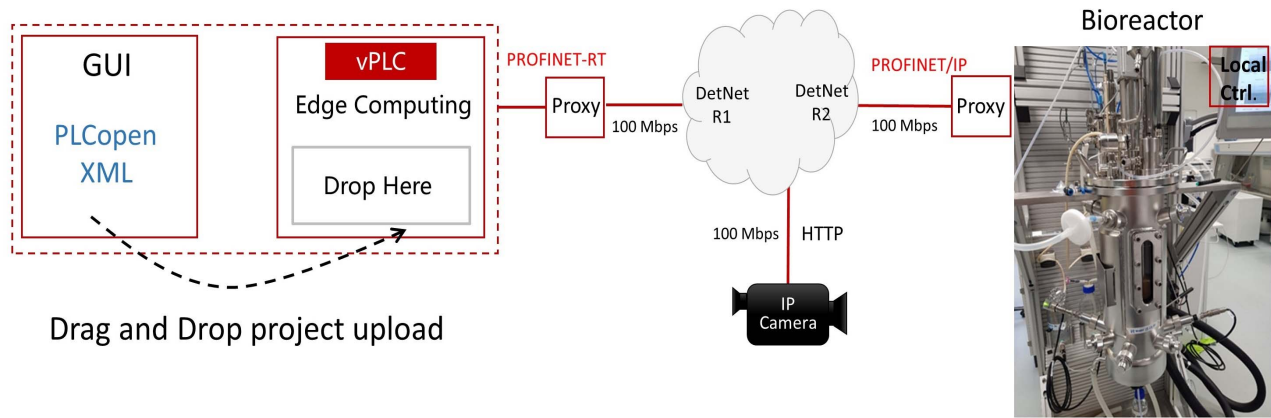 Bioreactor
GUI
PLCopen
XML
vPLC
Edge Computing
Drop Here
PROFINET-RT
Proxy
100 Mbps
DetNet
R1
DetNet
R2
PROFINET/IP
100 Mbps
Proxy
Local
Ctrl.
100 Mbps
HTTP
IP
Camera
Drag and Drop project upload